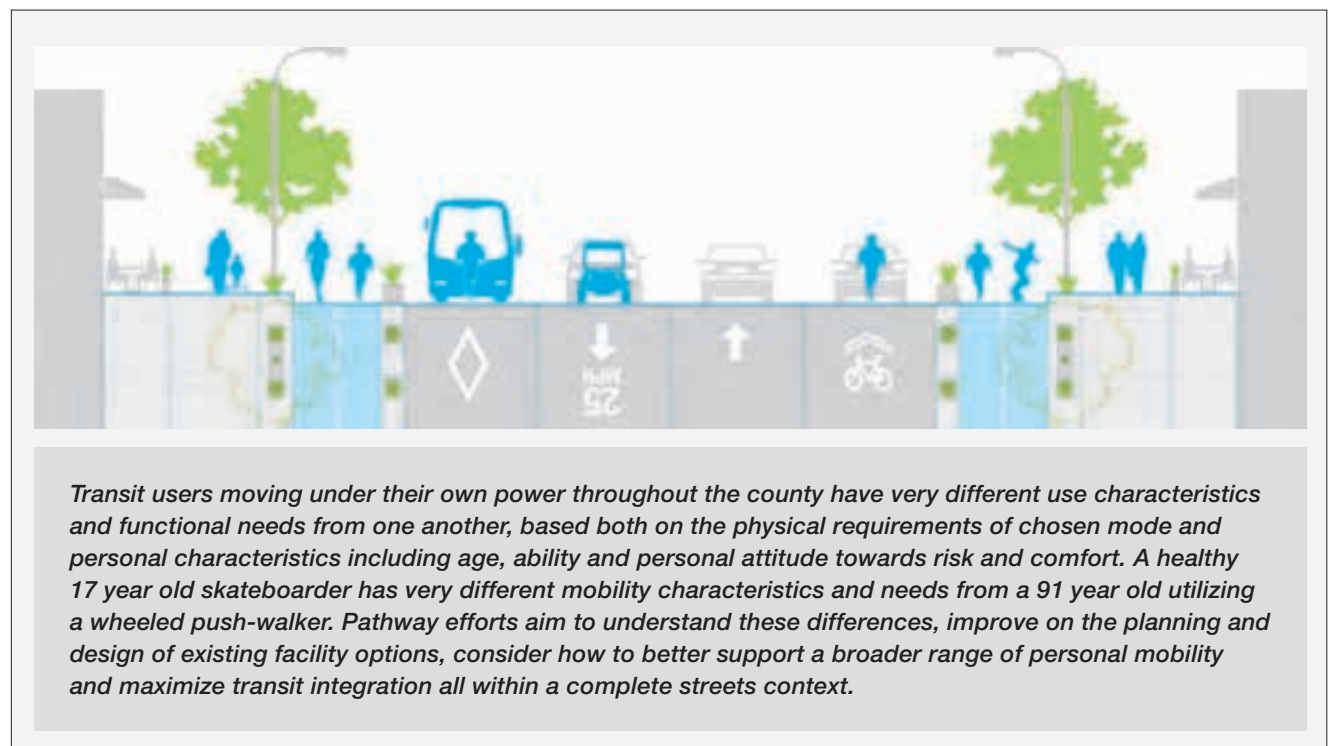 25
MPH
Transit users moving under their own power throughout the county have very different use characteristics
and functional needs from one another, based both on the physical requirements of chosen mode and
personal characteristics including age, ability and personal attitude towards risk and comfort. A healthy
17 year old skateboarder has very different mobility characteristics and needs from a 91 year old utilizing
a wheeled push-walker. Pathway efforts aim to understand these differences, improve on the planning and
design of existing facility options, consider how to better support a broader range of personal mobility
and maximize transit integration all within a complete streets context.